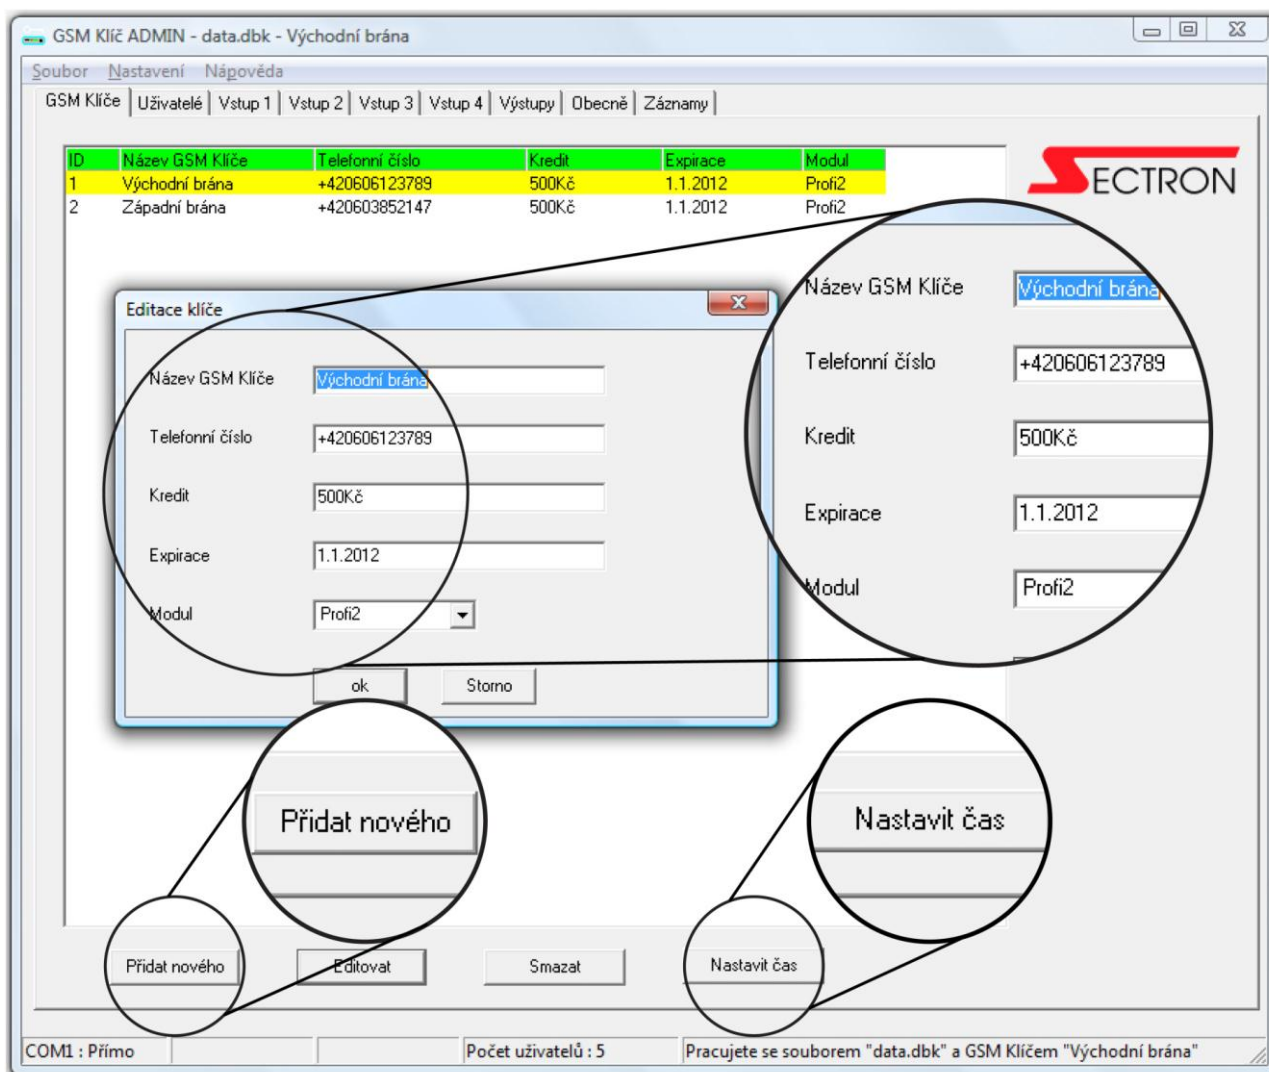 GSM Klíč ADMIN - data.dbk - Východní brána
Soubor Nastavení Nápověda
GSM Klíče Uživatelé Vstup 1 Vstup 2 Vstup 3 Vstup 4 Výstupy Obecně Záznamy
ID Název GSM Klíče Telefonní číslo Kredit Expirace Modul
1 Východní brána +420606123789 500Kč 1.1.2012 Profi2
2 Západní brána +420603852147 500Kč 1.1.2012 Profi2
SECTRON
Editace klíče
Název GSM Klíče Východní brána
Telefonní číslo +420606123789
Kredit 500Kč
Expirace 1.1.2012
Modul Profi2
ok Storno
Název GSM Klíče Východní brána
Telefonní číslo +420606123789
Kredit 500Kč
Expirace 1.1.2012
Modul Profi2
Přidat nového
Nastavit čas
Přidat nového Editovat Smazat Nastavit čas
COM1 : Přímo Počet uživatelů : 5 Pracujete se souborem "data.dbk" a GSM Klíčem "Východní brána"